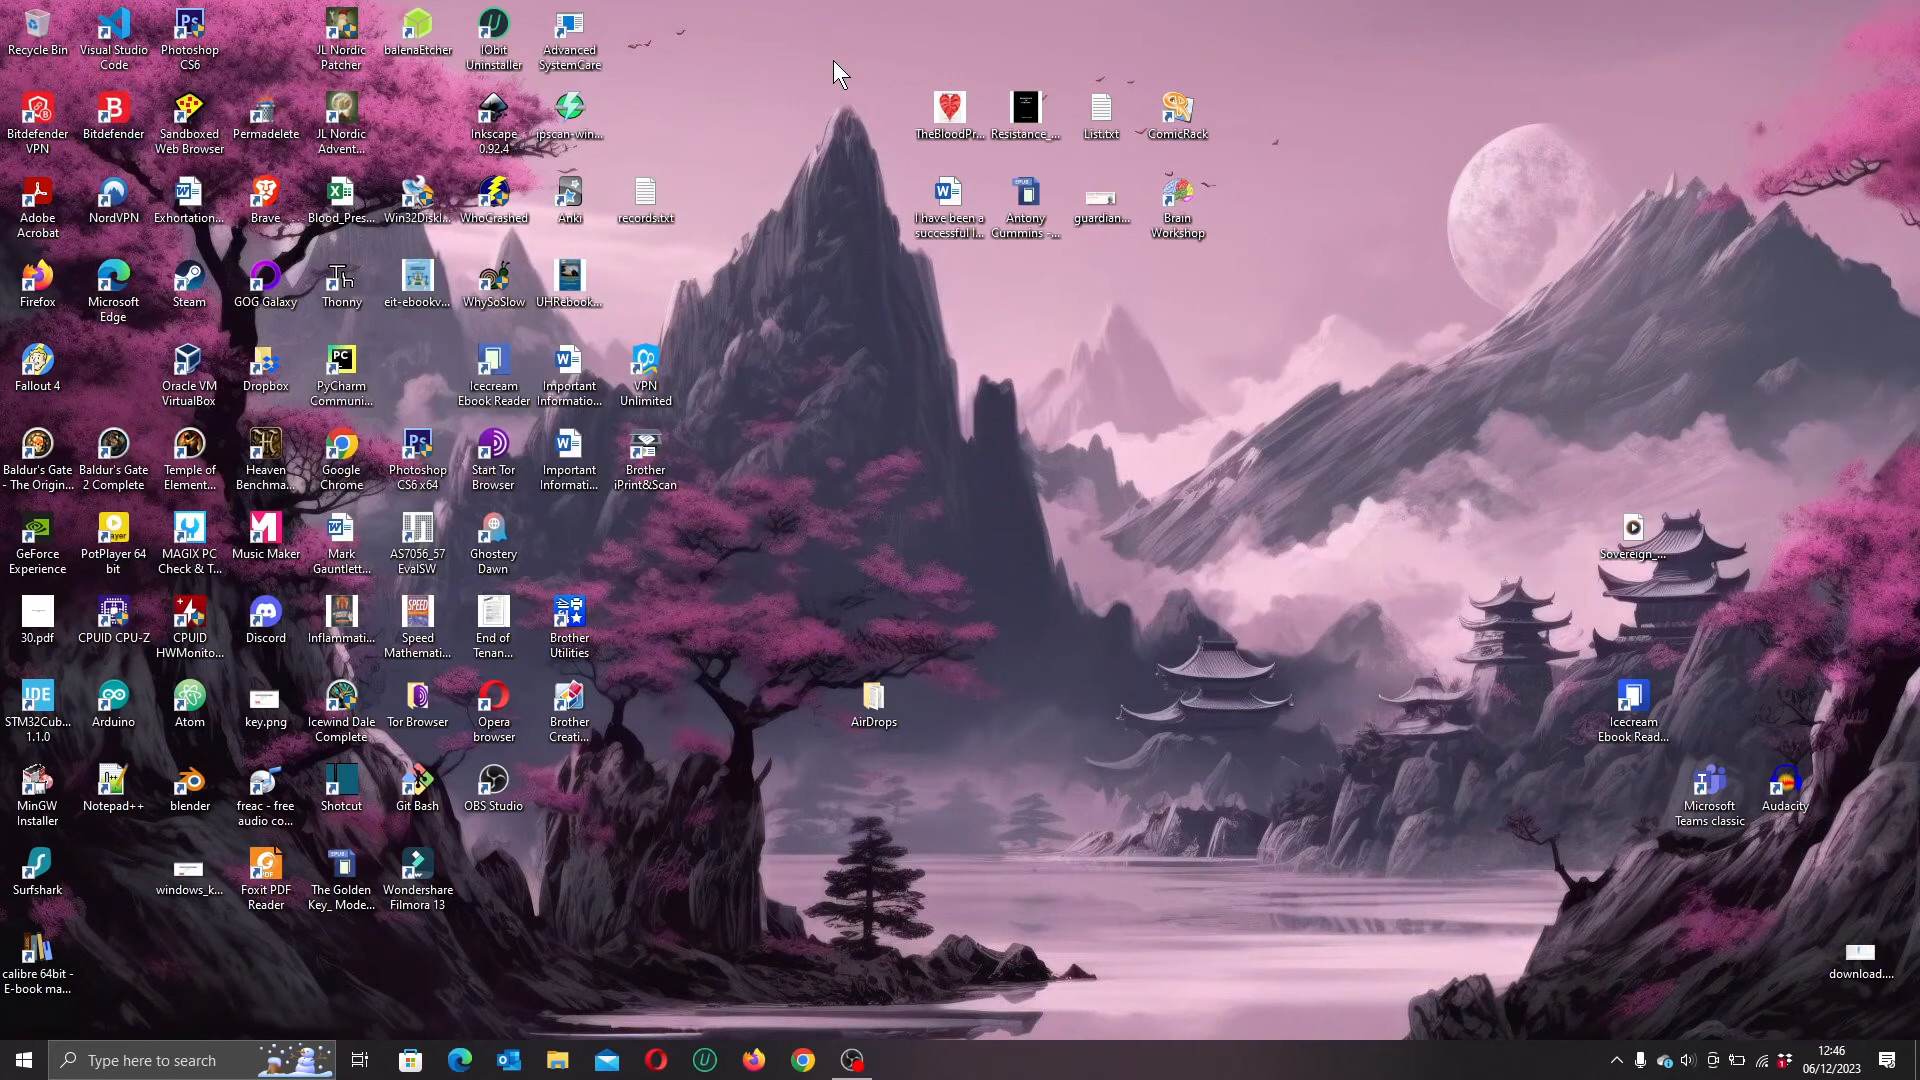 Recycle Bin
Visual Studio
Code
Photoshop
CS6
JL Nordic
Patcher
balenaEtcher
IObit
Uninstaller
Advanced
SystemCare
Bitdefender
VPN
Bitdefender
Sandboxed
Web Browser
Permadelete
JL Nordic
Advent...
Inkscape
0.92.4
ipscan-win...
TheBloodPr...
Resistance_...
List.txt
ComicRack
Adobe
Acrobat
NordVPN
Exhortation...
Brave
Blood_Pres...
Win32DiskI...
WhoCrashed
Anki
records.txt
I have been a
successful l...
Antony
Cummins -...
guardian...
Brain
Workshop
Firefox
Microsoft
Edge
Steam
GOG Galaxy
Thonny
eit-ebookv...
WhySoSlow
UHRebook...
Fallout 4
Oracle VM
VirtualBox
Dropbox
PyCharm
Communi...
Icecream
Ebook Reader
Important
Informatio...
VPN
Unlimited
Baldur's Gate
- The Origin...
Baldur's Gate
2 Complete
Temple of
Element...
Heaven
Benchma...
Google
Chrome
Photoshop
CS6 x64
Start Tor
Browser
Important
Informati...
Brother
iPrint&Scan
GeForce
Experience
PotPlayer 64
bit
MAGIX PC
Check & T...
Music Maker
Mark
Gauntlett...
AS7056_57
EvalSW
Ghostery
Dawn
Sovereign_...
30.pdf
CPUID CPU-Z
CPUID
HWMonito...
Discord
Inflammati...
Speed
Mathemati...
End of
Tenan...
Brother
Utilities
STM32Cub...
1.1.0
Arduino
Atom
key.png
Icewind Dale
Complete
Tor Browser
Opera
browser
Brother
Creati...
AirDrops
Icecream
Ebook Read...
MinGW
Installer
Notepad++
blender
freac - free
audio co...
Shotcut
Git Bash
OBS Studio
Microsoft
Teams classic
Audacity
Surfshark
windows_k...
Foxit PDF
Reader
The Golden
Key_ Mode...
Wondershare
Filmora 13
calibre 64bit -
E-book ma...
download....
Type here to search
12:46
06/12/2023